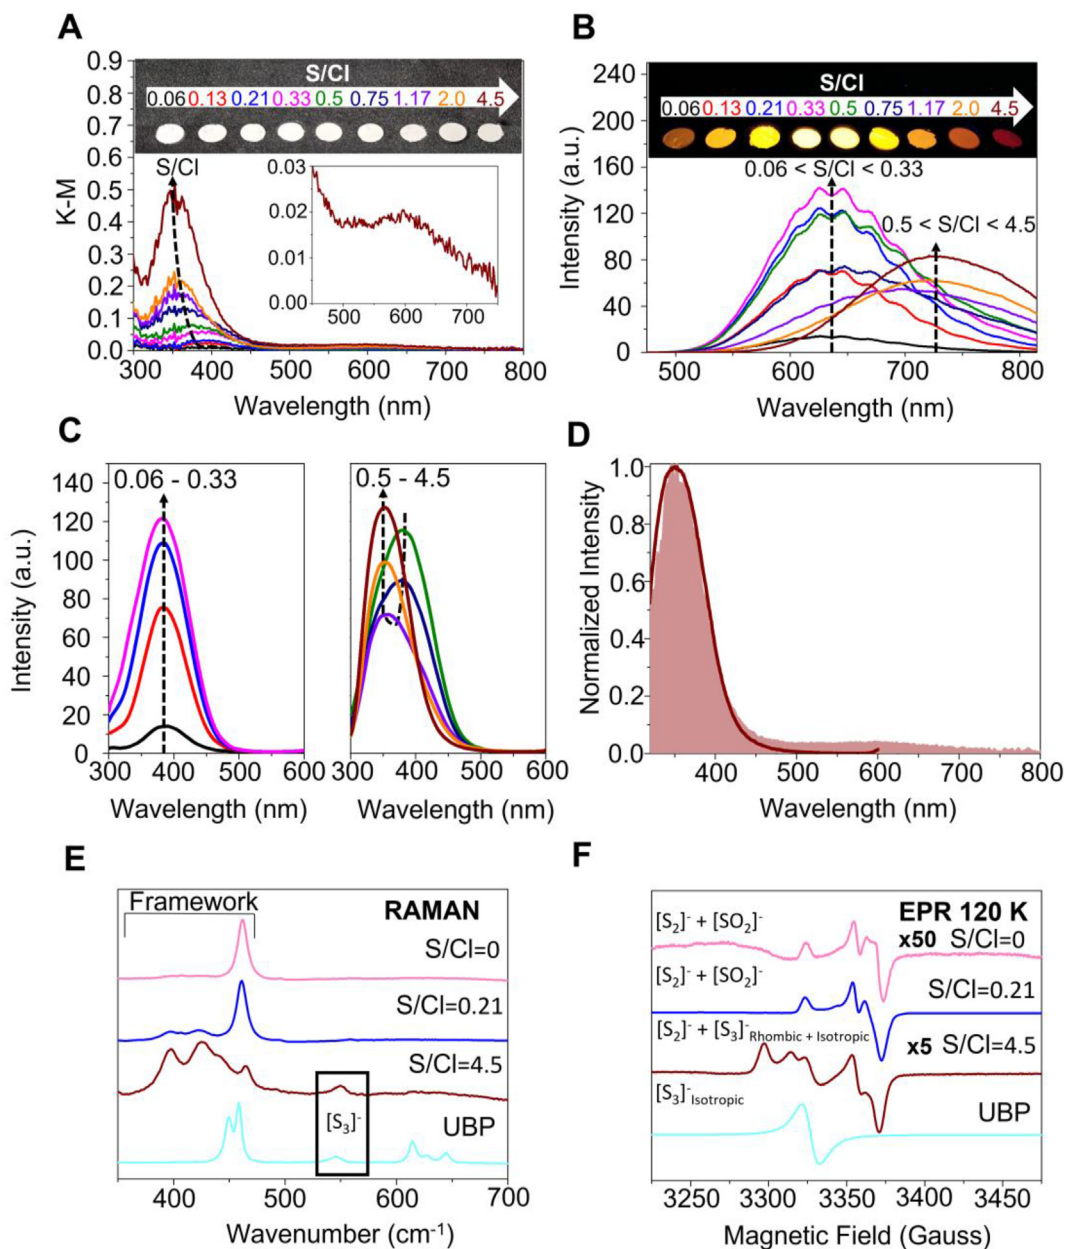 A
0.9
0.8
0.7
0.6
0.5
0.4
0.3
0.2
0.1
0.0
K-M
S/Cl
0.06 0.13 0.21 0.33 0.5 0.75 1.17 2.0 4.5
S/Cl
0.03
0.02
0.01
0.00
500 600 700
300 400 500 600 700 800
Wavelength (nm)
B
240
200
160
120
80
40
0
Intensity (a.u.)
S/Cl
0.06 0.13 0.21 0.33 0.5 0.75 1.17 2.0 4.5
0.06 < S/Cl < 0.33
0.5 < S/Cl < 4.5
500 600 700 800
Wavelength (nm)
C
140
120
100
80
60
40
20
0
Intensity (a.u.)
0.06 - 0.33
300 400 500 600
Wavelength (nm)
0.5 - 4.5
300 400 500 600
Wavelength (nm)
D
1.0
0.8
0.6
0.4
0.2
0.0
Normalized Intensity
400 500 600 700 800
Wavelength (nm)
E
Framework
RAMAN
S/Cl=0
S/Cl=0.21
S/Cl=4.5
[S₃]⁻
UBP
400 500 600 700
Wavenumber (cm⁻¹)
F
[S₂]⁻ + [SO₂]⁻
EPR 120 K
x50 S/Cl=0
[S₂]⁻ + [SO₂]⁻
S/Cl=0.21
[S₂]⁻ + [S₃]⁻Rhombic + Isotropic
x5 S/Cl=4.5
[S₃]⁻Isotropic
UBP
3250 3300 3350 3400 3450
Magnetic Field (Gauss)